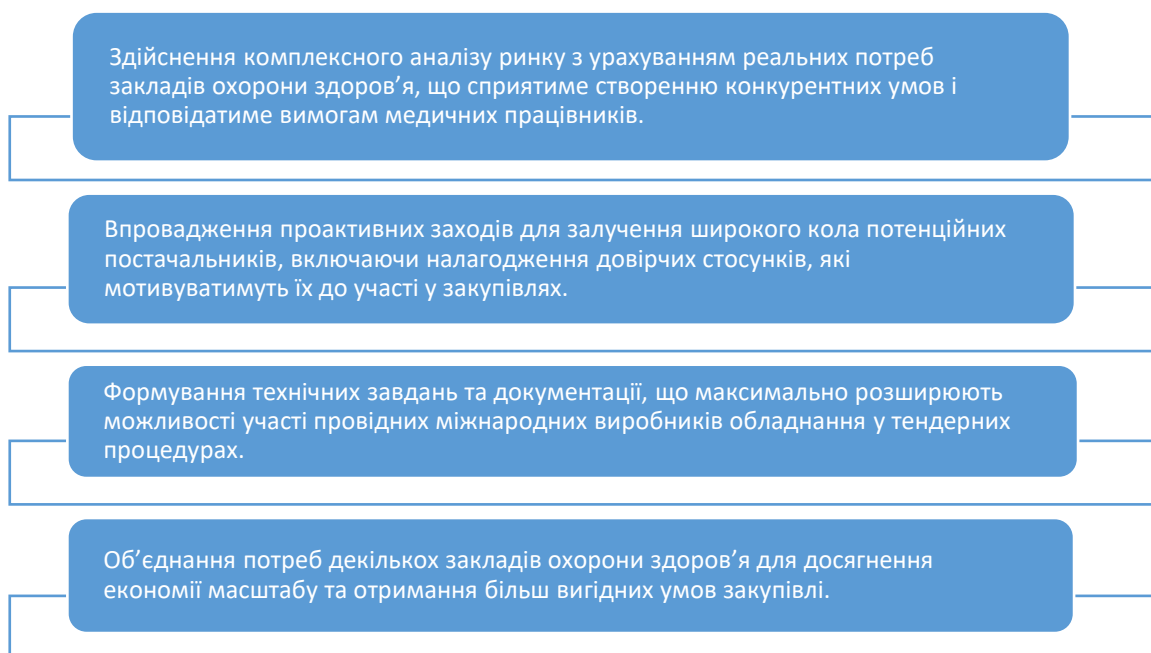 Здійснення комплексного аналізу ринку з урахуванням реальних потреб
закладів охорони здоров’я, що сприятиме створенню конкурентних умов і
відповідатиме вимогам медичних працівників.
Впровадження проактивних заходів для залучення широкого кола потенційних
постачальників, включаючи налагодження довірчих стосунків, які
мотивуватимуть їх до участі у закупівлях.
Формування технічних завдань та документації, що максимально розширюють
можливості участі провідних міжнародних виробників обладнання у тендерних
процедурах.
Об’єднання потреб декількох закладів охорони здоров’я для досягнення
економії масштабу та отримання більш вигідних умов закупівлі.